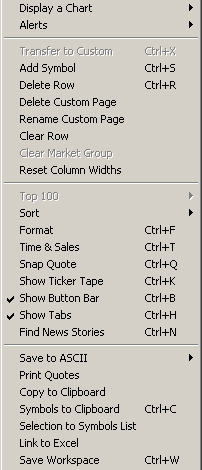 Display a Chart
Alerts
Transfer to Custom Ctrl+X
Add Symbol Ctrl+S
Delete Row Ctrl+R
Delete Custom Page
Rename Custom Page
Clear Row
Clear Market Group
Reset Column Widths
Top 100
Sort
Format Ctrl+F
Time & Sales Ctrl+T
Snap Quote Ctrl+Q
Show Ticker Tape Ctrl+K
Show Button Bar Ctrl+B
Show Tabs Ctrl+H
Find News Stories Ctrl+N
Save to ASCII
Print Quotes
Copy to Clipboard
Symbols to Clipboard Ctrl+C
Selection to Symbols List
Link to Excel
Save Workspace Ctrl+W